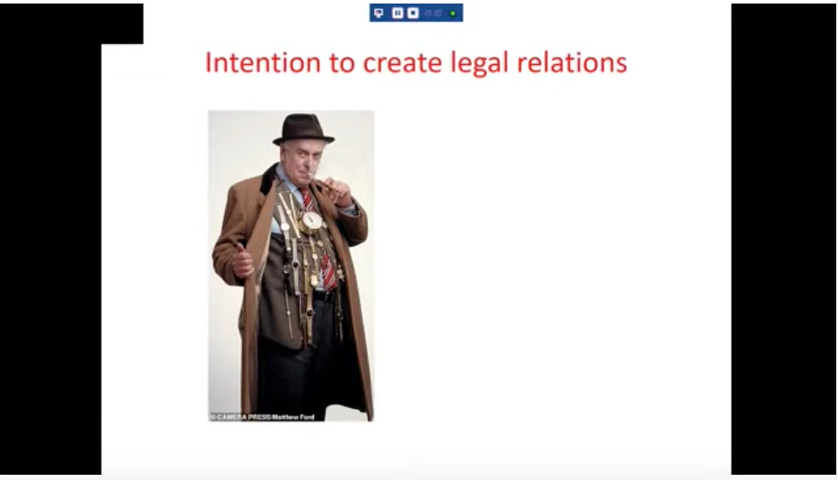 Intention to create legal relations
© CAMERA PRESS/Matthew Ford